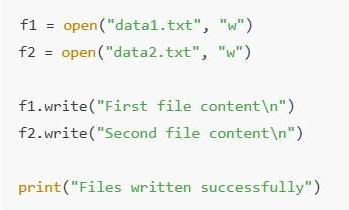 f1 = open("data1.txt", "w")
f2 = open("data2.txt", "w")
f1.write("First file content\n")
f2.write("Second file content\n")
print("Files written successfully")